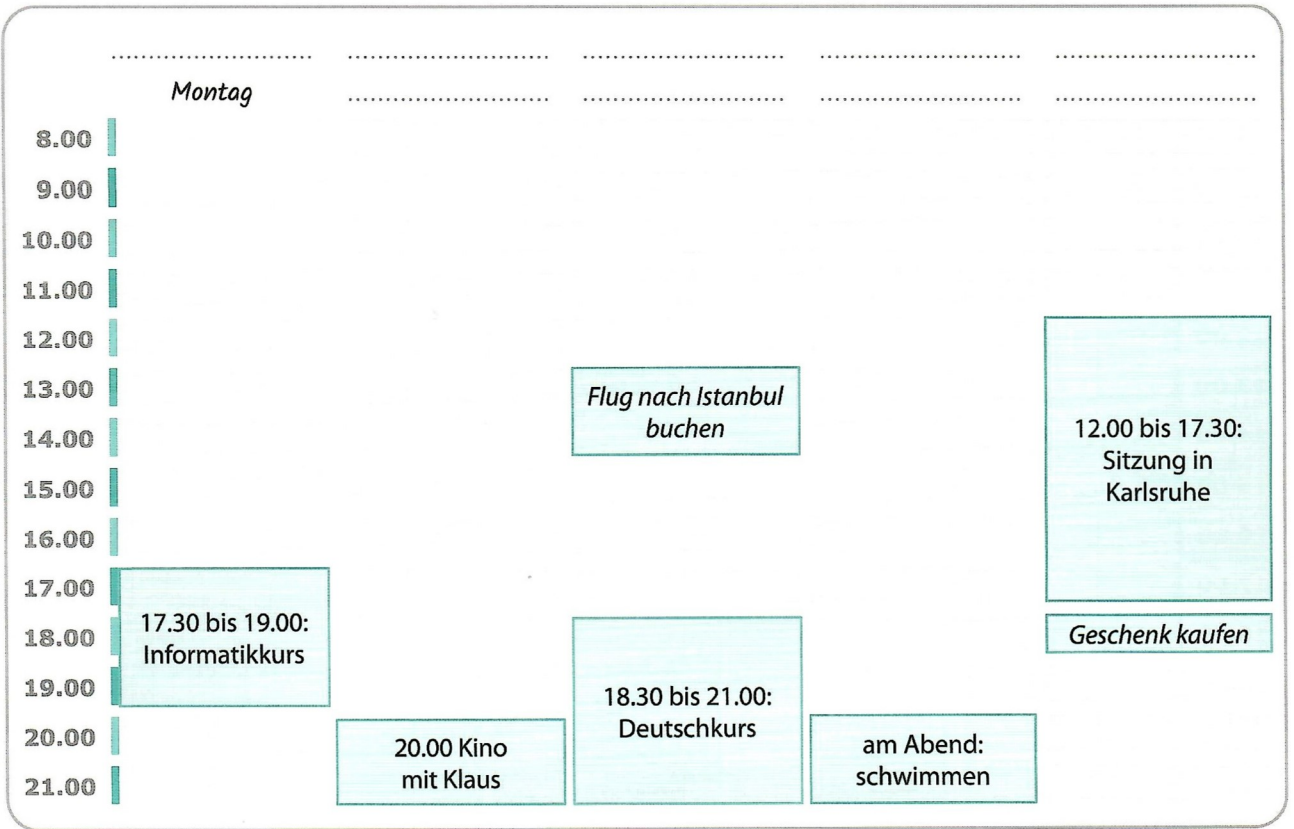 Montag
8.00
9.00
10.00
11.00
12.00
13.00
14.00
15.00
16.00
17.00
18.00
19.00
20.00
21.00
17.30 bis 19.00:
Informatikkurs
20.00 Kino
mit Klaus
Flug nach Istanbul
buchen
18.30 bis 21.00:
Deutschkurs
am Abend:
schwimmen
12.00 bis 17.30:
Sitzung in
Karlsruhe
Geschenk kaufen